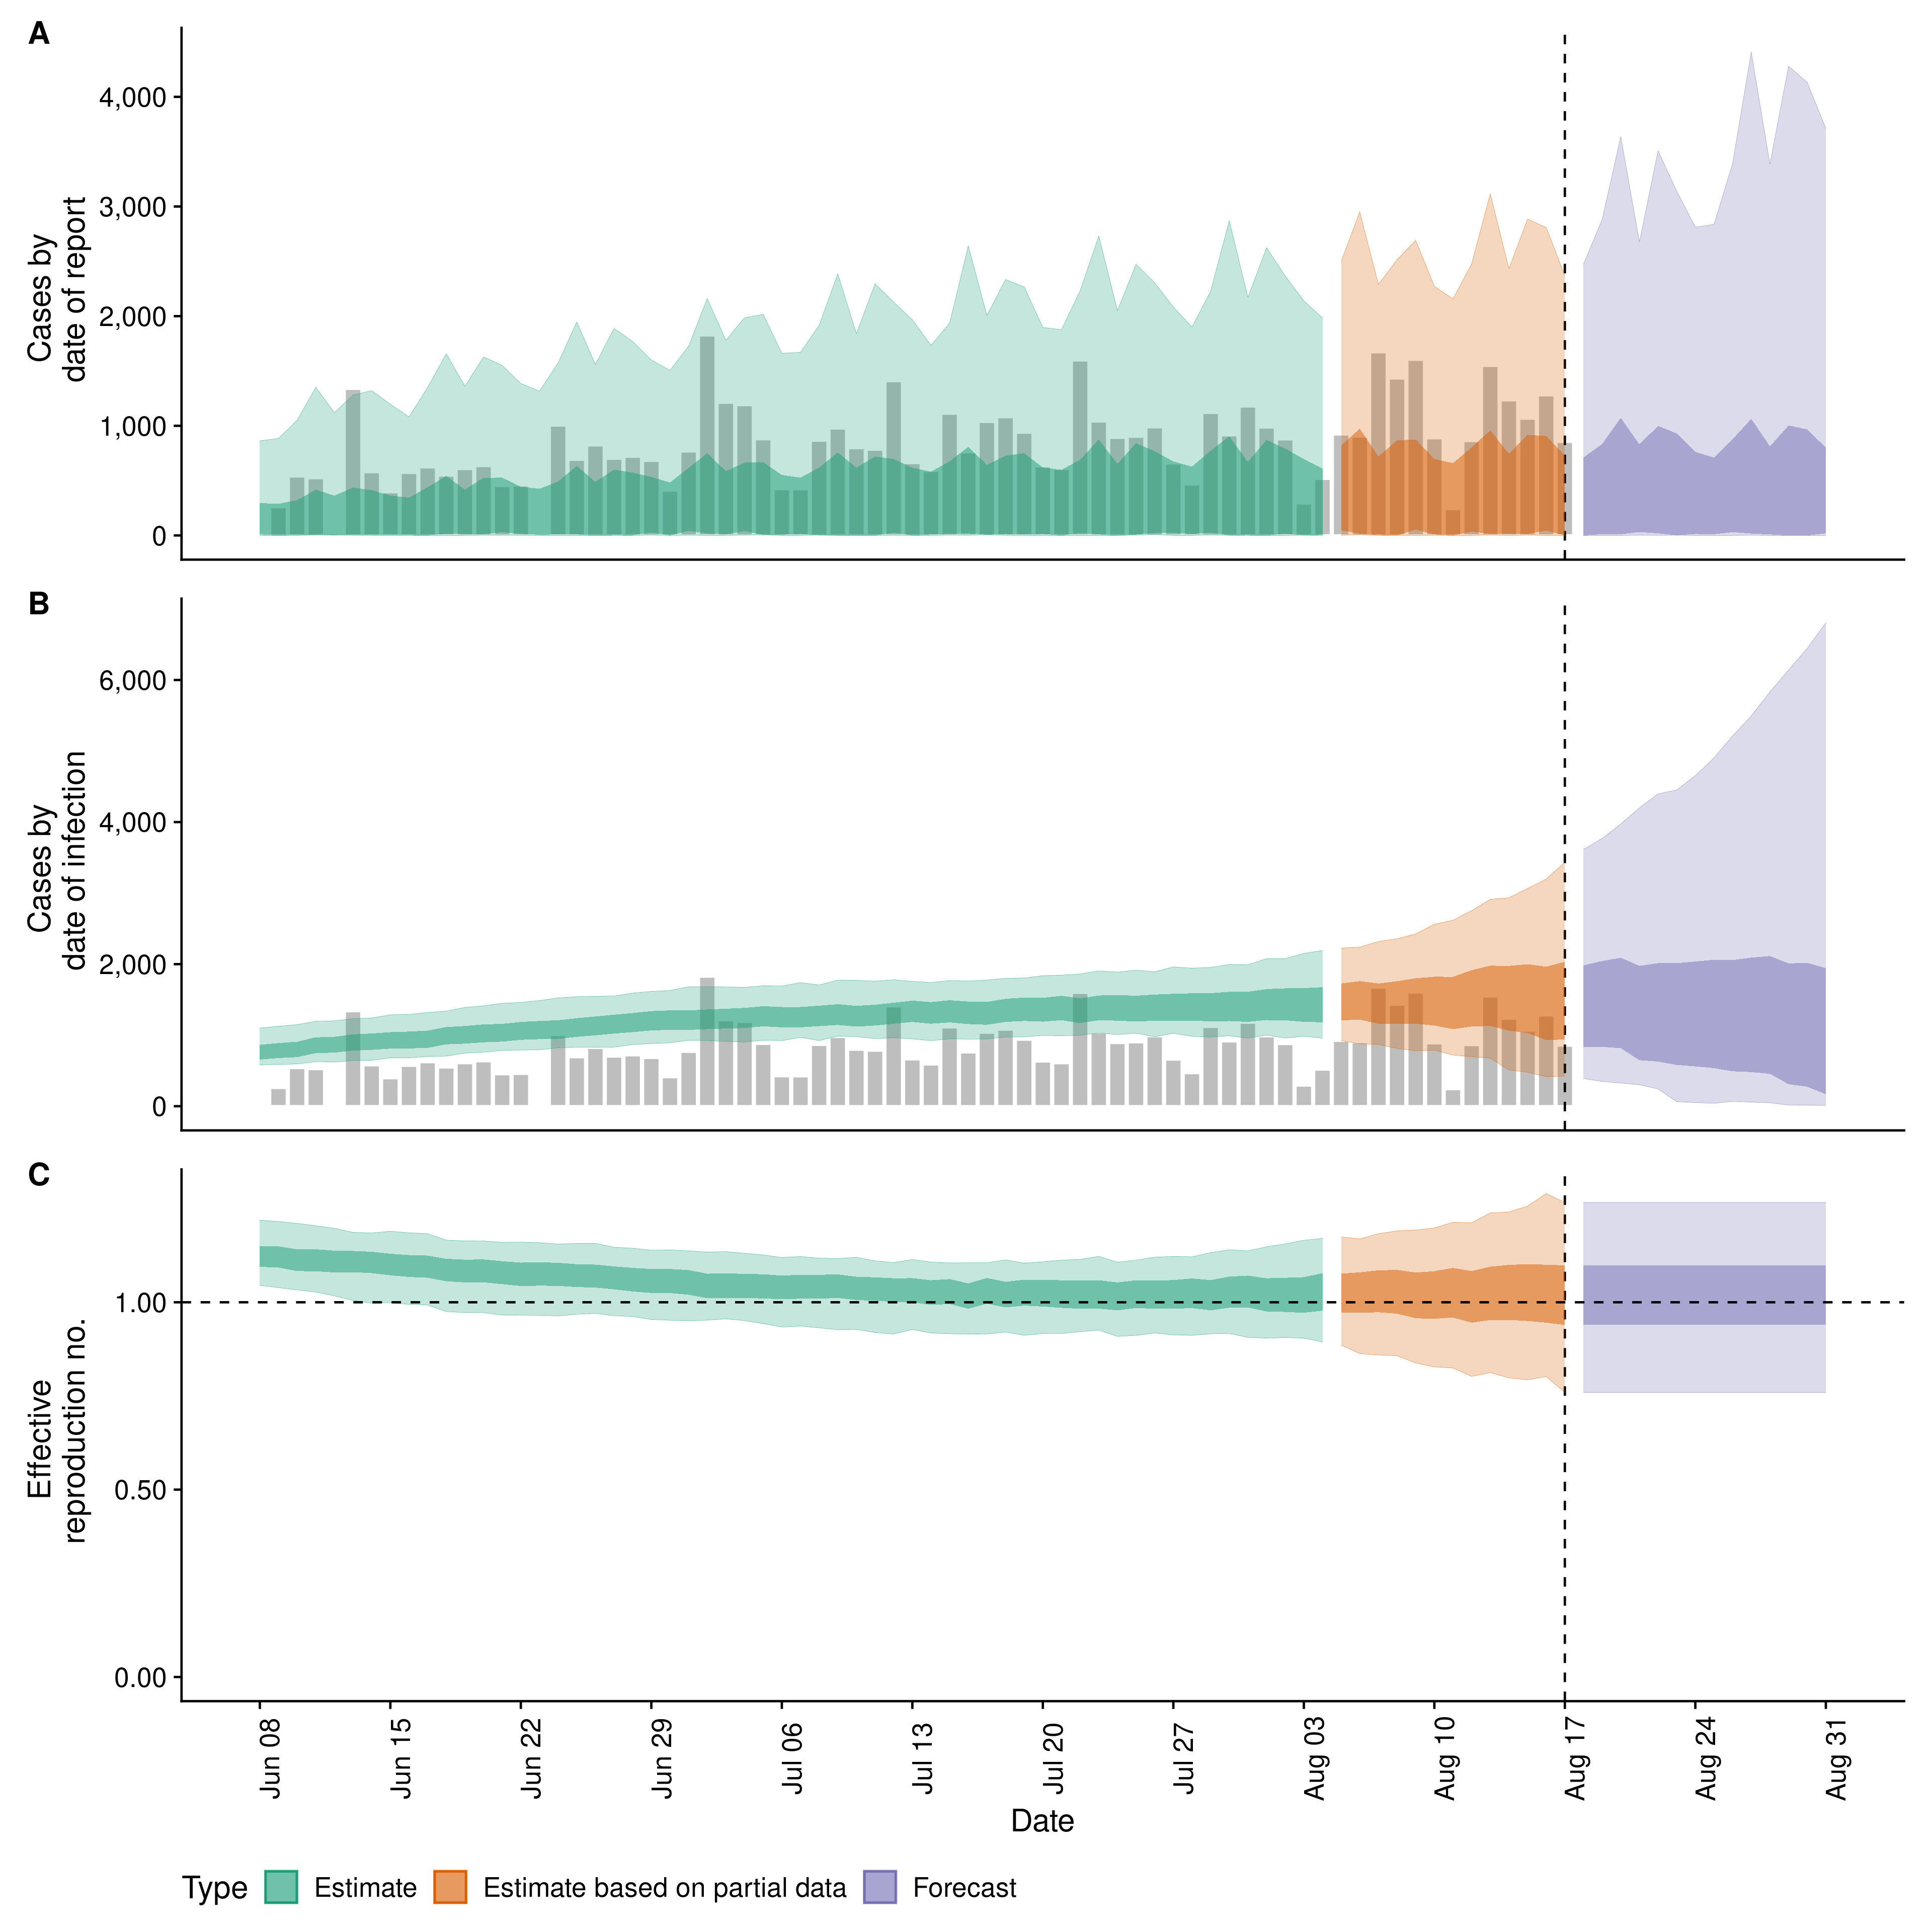 A
Cases by
date of report
4,000
3,000
2,000
1,000
0
B
Cases by
date of infection
6,000
4,000
2,000
0
C
Effective
reproduction no.
1.00
0.50
0.00
Jun 08
Jun 15
Jun 22
Jun 29
Jul 06
Jul 13
Jul 20
Jul 27
Aug 03
Aug 10
Aug 17
Aug 24
Aug 31
Date
Type Estimate Estimate based on partial data Forecast